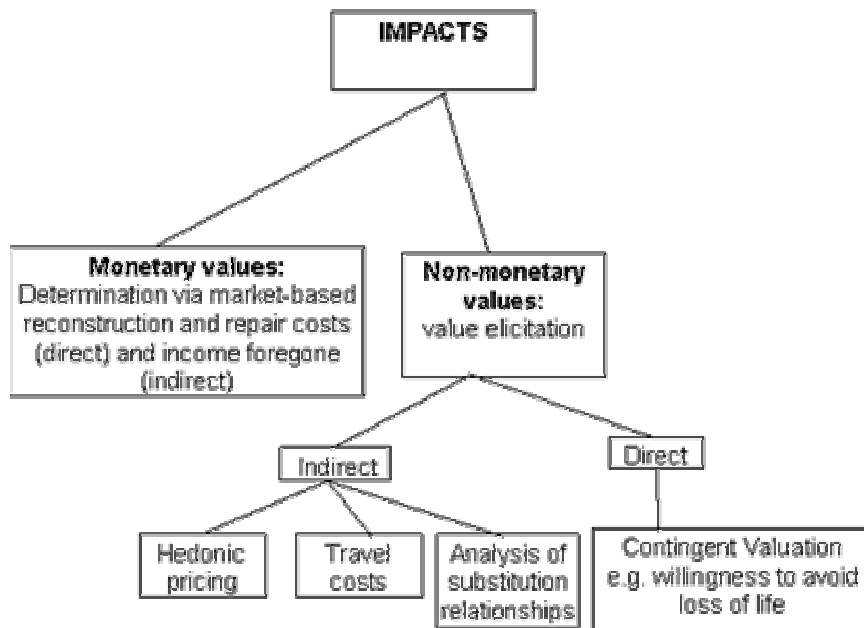 IMPACTS
Monetary values:
Determination via market-based
reconstruction and repair costs
(direct) and income foregone
(indirect)
Non-monetary
values:
value elicitation
Indirect
Direct
Hedonic
pricing
Travel
costs
Analysis of
substitution
relationships
Contingent Valuation
e.g. willingness to avoid
loss of life